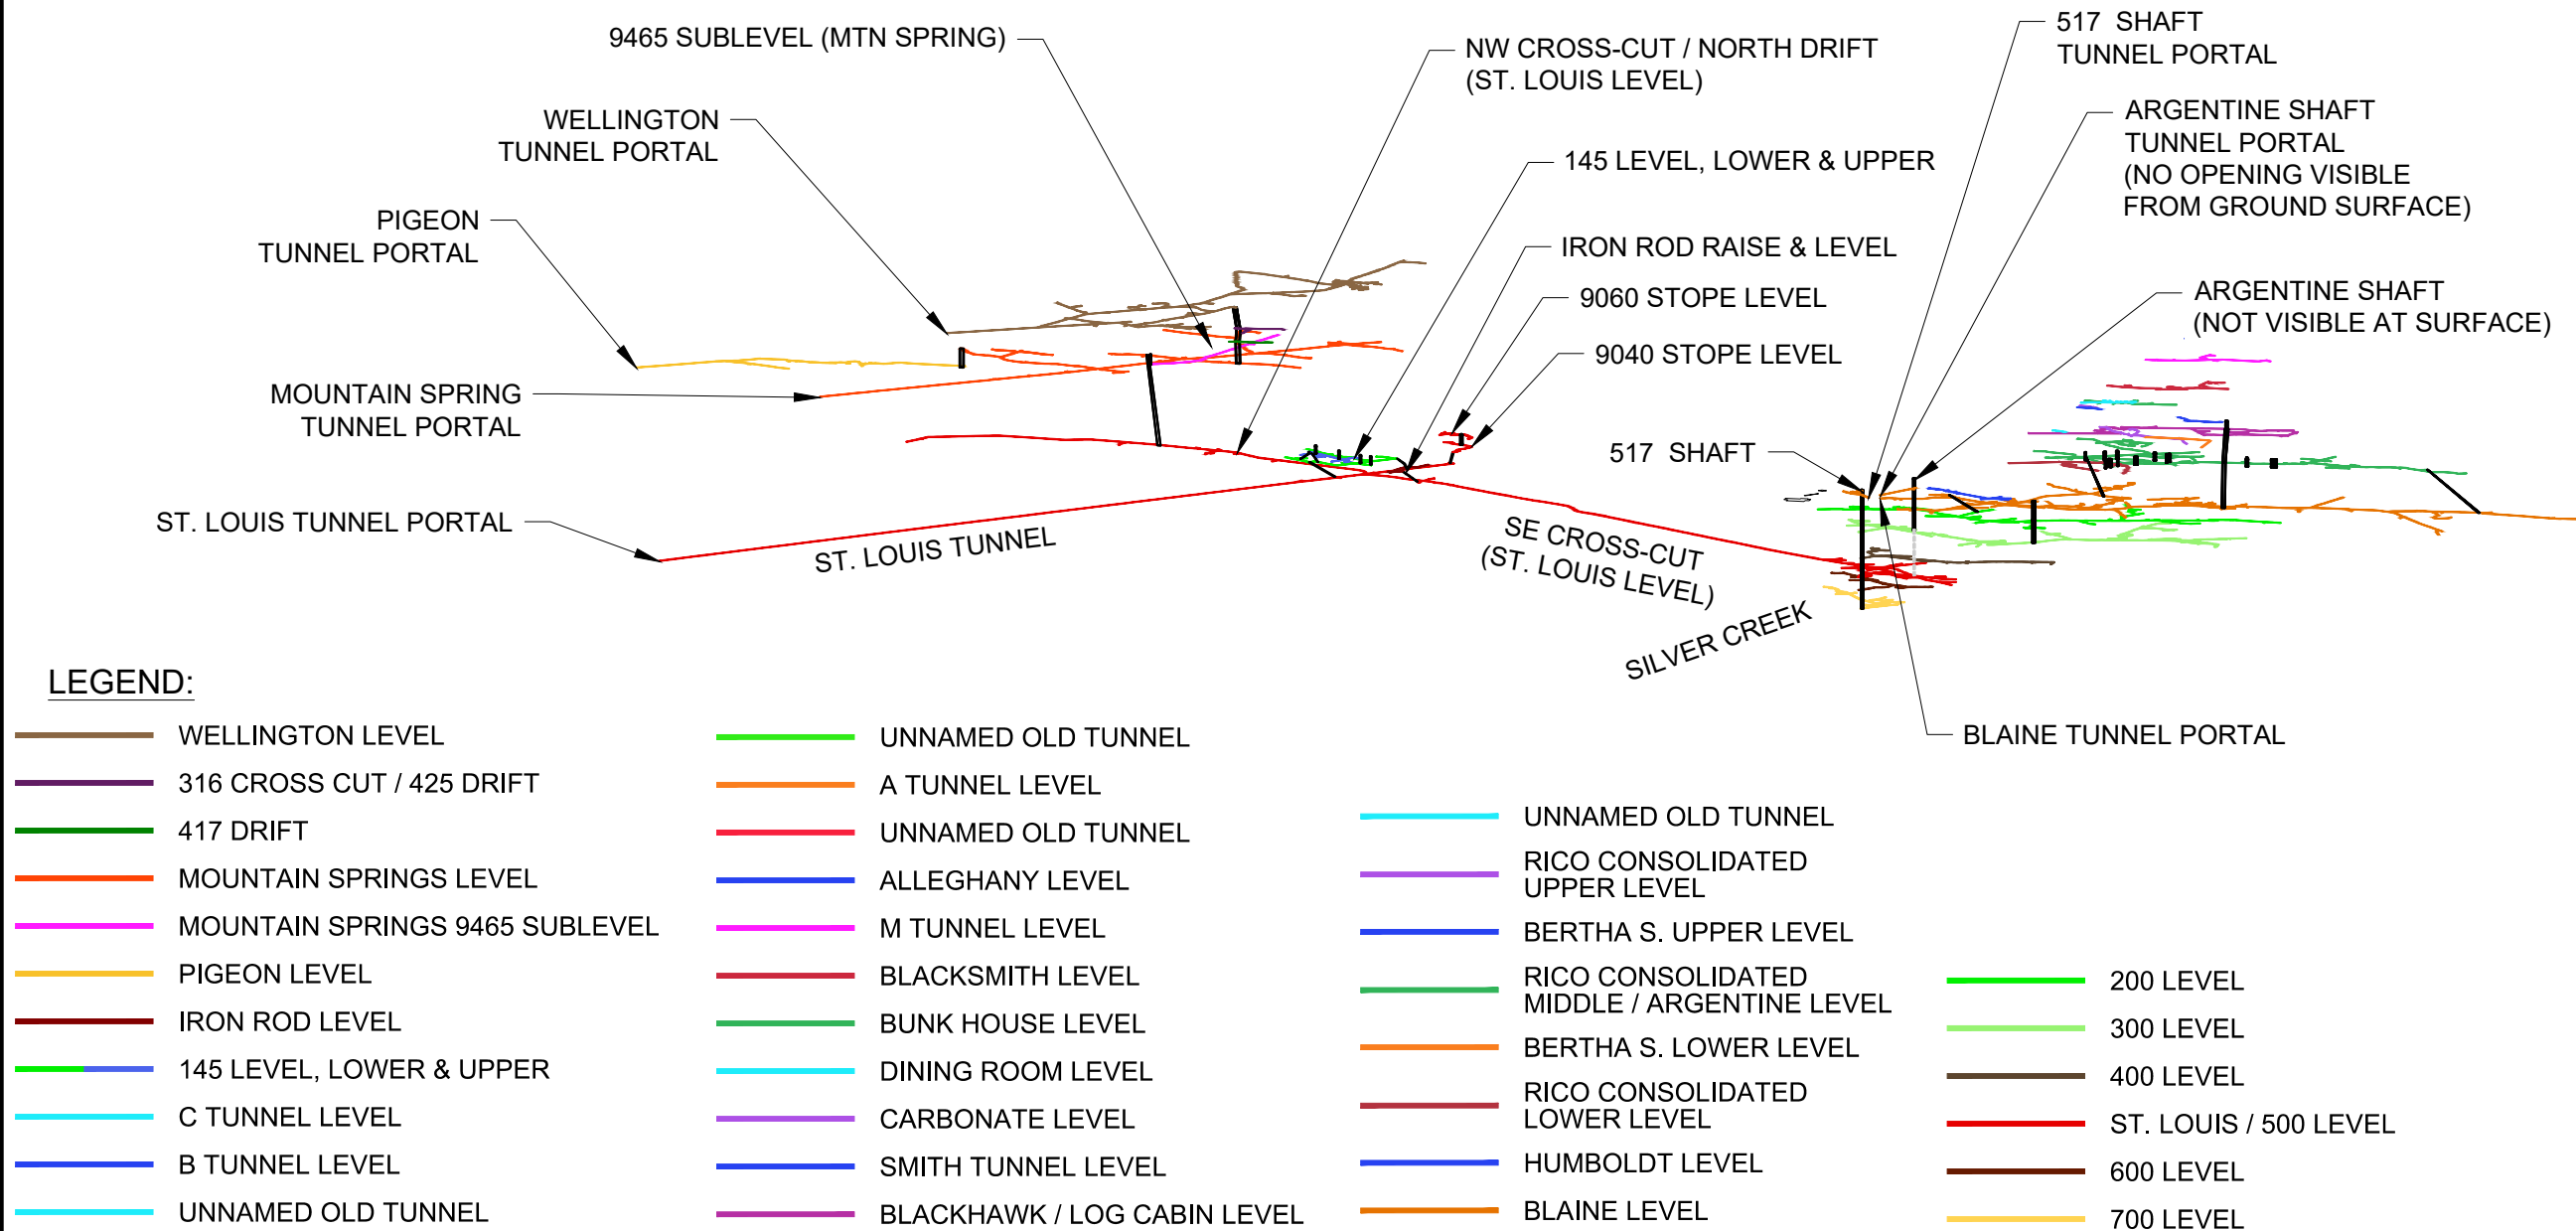 9465 SUBLEVEL (MTN SPRING)
WELLINGTON
TUNNEL PORTAL
PIGEON
TUNNEL PORTAL
MOUNTAIN SPRING
TUNNEL PORTAL
ST. LOUIS TUNNEL PORTAL
ST. LOUIS TUNNEL
NW CROSS-CUT / NORTH DRIFT
(ST. LOUIS LEVEL)
145 LEVEL, LOWER & UPPER
IRON ROD RAISE & LEVEL
9060 STOPE LEVEL
9040 STOPE LEVEL
517 SHAFT
TUNNEL PORTAL
ARGENTINE SHAFT
TUNNEL PORTAL
(NO OPENING VISIBLE
FROM GROUND SURFACE)
ARGENTINE SHAFT
(NOT VISIBLE AT SURFACE)
517 SHAFT
SE CROSS-CUT
(ST. LOUIS LEVEL)
SILVER CREEK
BLAINE TUNNEL PORTAL
LEGEND:
WELLINGTON LEVEL
316 CROSS CUT / 425 DRIFT
417 DRIFT
MOUNTAIN SPRINGS LEVEL
MOUNTAIN SPRINGS 9465 SUBLEVEL
PIGEON LEVEL
IRON ROD LEVEL
145 LEVEL, LOWER & UPPER
C TUNNEL LEVEL
B TUNNEL LEVEL
UNNAMED OLD TUNNEL
UNNAMED OLD TUNNEL
A TUNNEL LEVEL
UNNAMED OLD TUNNEL
ALLEGHANY LEVEL
M TUNNEL LEVEL
BLACKSMITH LEVEL
BUNK HOUSE LEVEL
DINING ROOM LEVEL
CARBONATE LEVEL
SMITH TUNNEL LEVEL
BLACKHAWK / LOG CABIN LEVEL
UNNAMED OLD TUNNEL
RICO CONSOLIDATED
UPPER LEVEL
BERTHA S. UPPER LEVEL
RICO CONSOLIDATED
MIDDLE / ARGENTINE LEVEL
BERTHA S. LOWER LEVEL
RICO CONSOLIDATED
LOWER LEVEL
HUMBOLDT LEVEL
BLAINE LEVEL
200 LEVEL
300 LEVEL
400 LEVEL
ST. LOUIS / 500 LEVEL
600 LEVEL
700 LEVEL